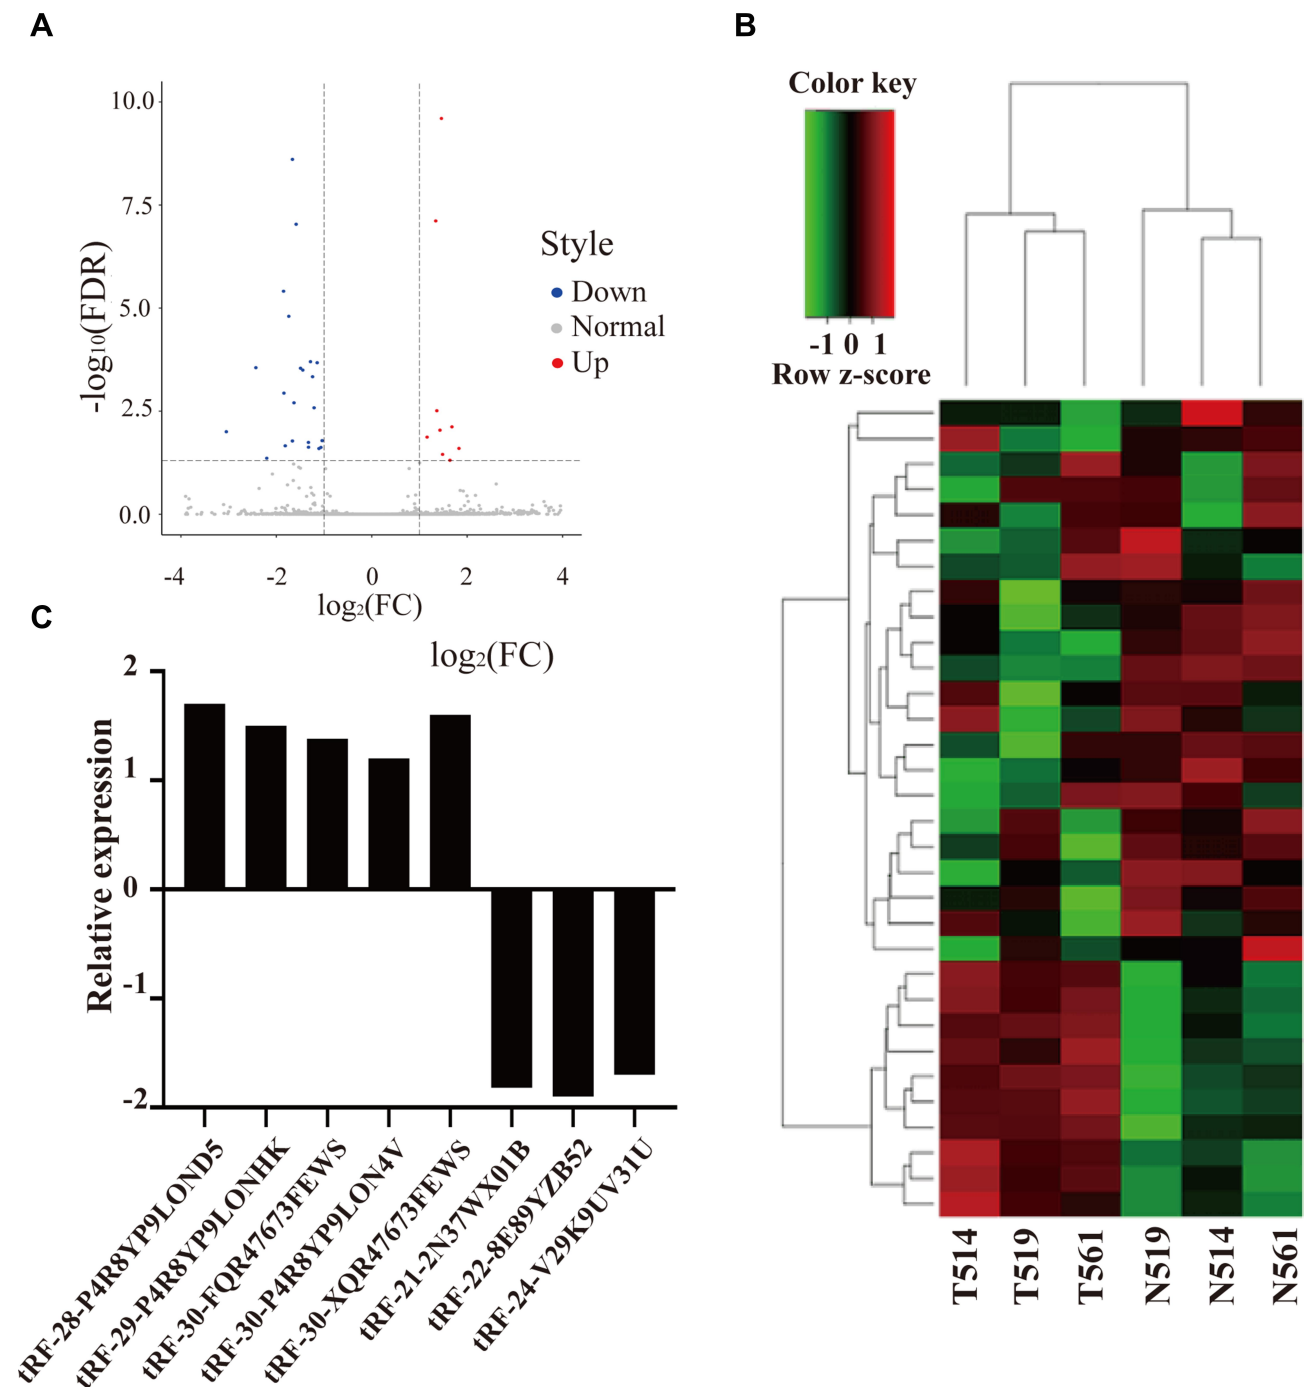 A
10.0
7.5
5.0
2.5
0.0
-log10(FDR)
-4 -2 0 2 4
log2(FC)
Style
Down
Normal
Up
B
Color key
-1 0 1
Row z-score
T514
T519
T561
N519
N514
N561
C
log2(FC)
Relative expression
2
1
0
-1
-2
tRF-28-P4R8YP9LOND5
tRF-29-P4R8YP9LONHK
tRF-30-FQR47673FEWS
tRF-30-P4R8YP9LON4V
tRF-30-XQR47673FEWS
tRF-21-2N37WX01B
tRF-22-8E89YZB52
tRF-24-V29K9UV31U